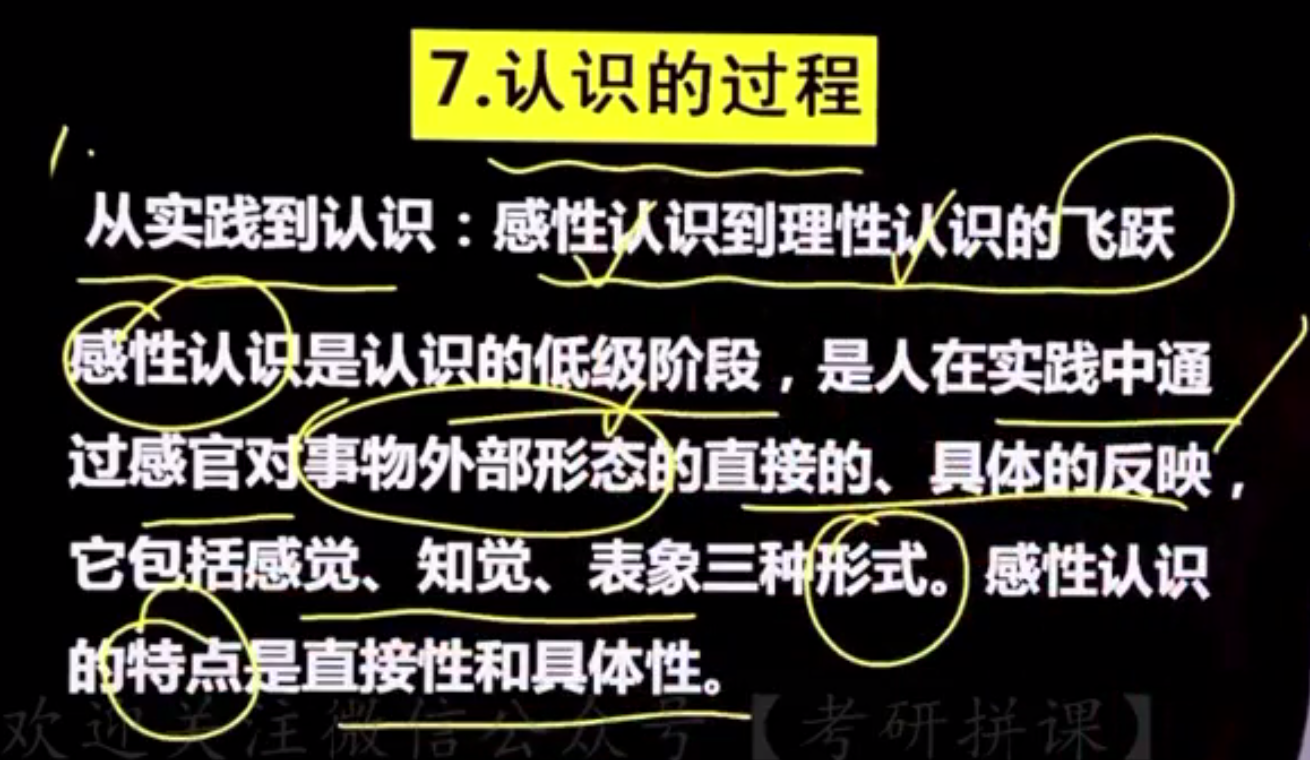 7.认识的过程
从实践到认识：感性认识到理性认识的飞跃
感性认识是认识的低级阶段，是人在实践中通
过感官对事物外部形态的直接的、具体的反映，
它包括感觉、知觉、表象三种形式。感性认识
的特点是直接性和具体性。
欢迎关注微信公众号【考研拼课】